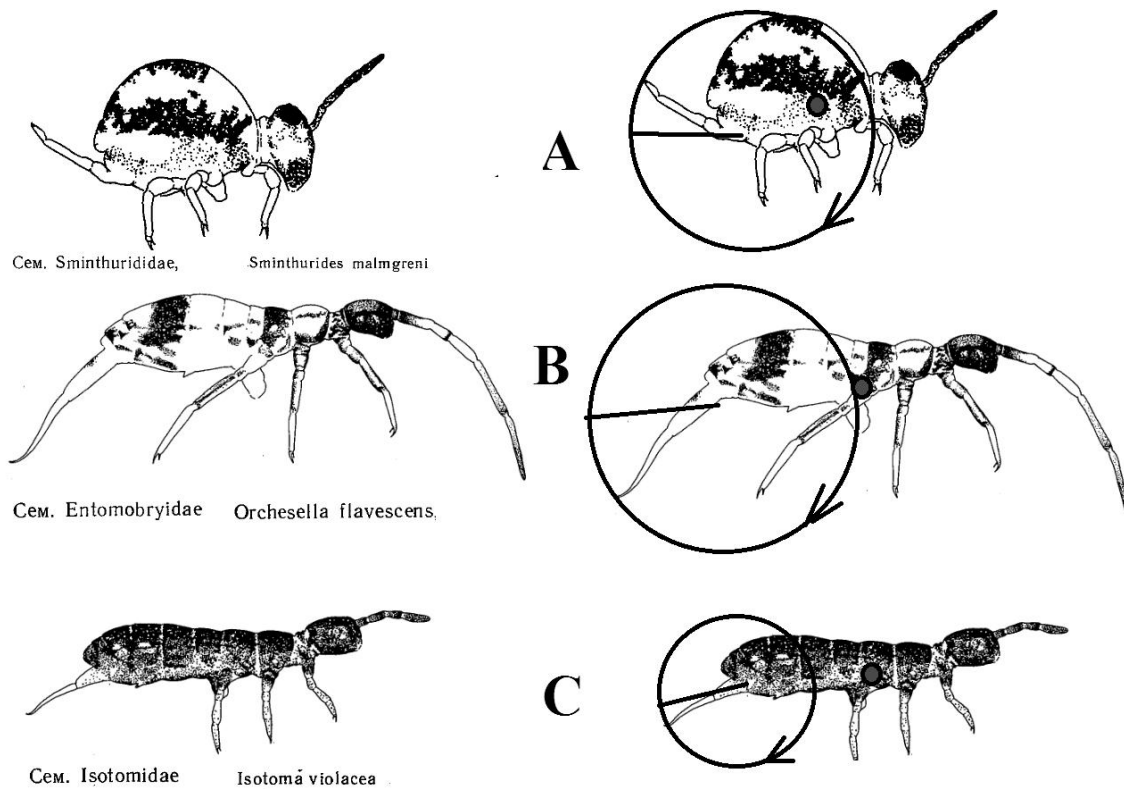 A
Сем. Sminthurididae, Sminthurides malmgreni
B
Сем. Entomobryidae Orchesella flavescens,
C
Сем. Isotomidae Isotoma violacea